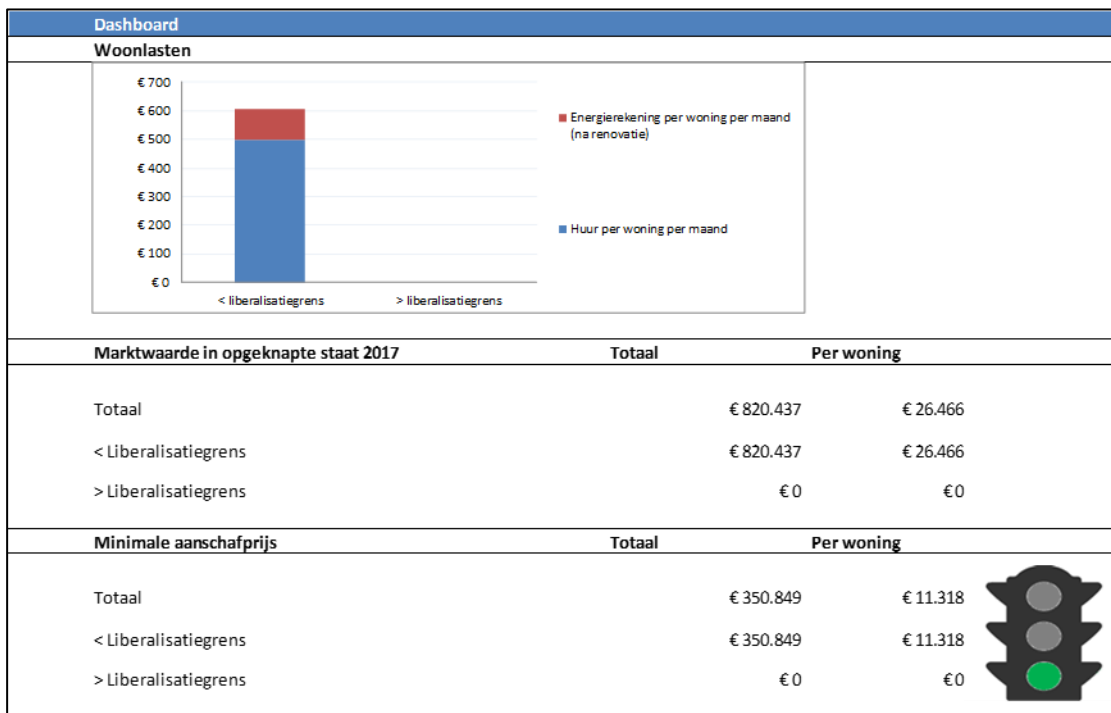 Dashboard
Woonlasten
€ 700
€ 600
€ 500
€ 400
€ 300
€ 200
€ 100
€ 0
< liberalisatiegrens > liberalisatiegrens
Energierekening per woning per maand
(na renovatie)
Huur per woning per maand
Marktwaarde in opgeknapte staat 2017 Totaal Per woning
Totaal € 820.437 € 26.466
< Liberalisatiegrens € 820.437 € 26.466
> Liberalisatiegrens € 0 € 0
Minimale aanschafprijs Totaal Per woning
Totaal € 350.849 € 11.318
< Liberalisatiegrens € 350.849 € 11.318
> Liberalisatiegrens € 0 € 0